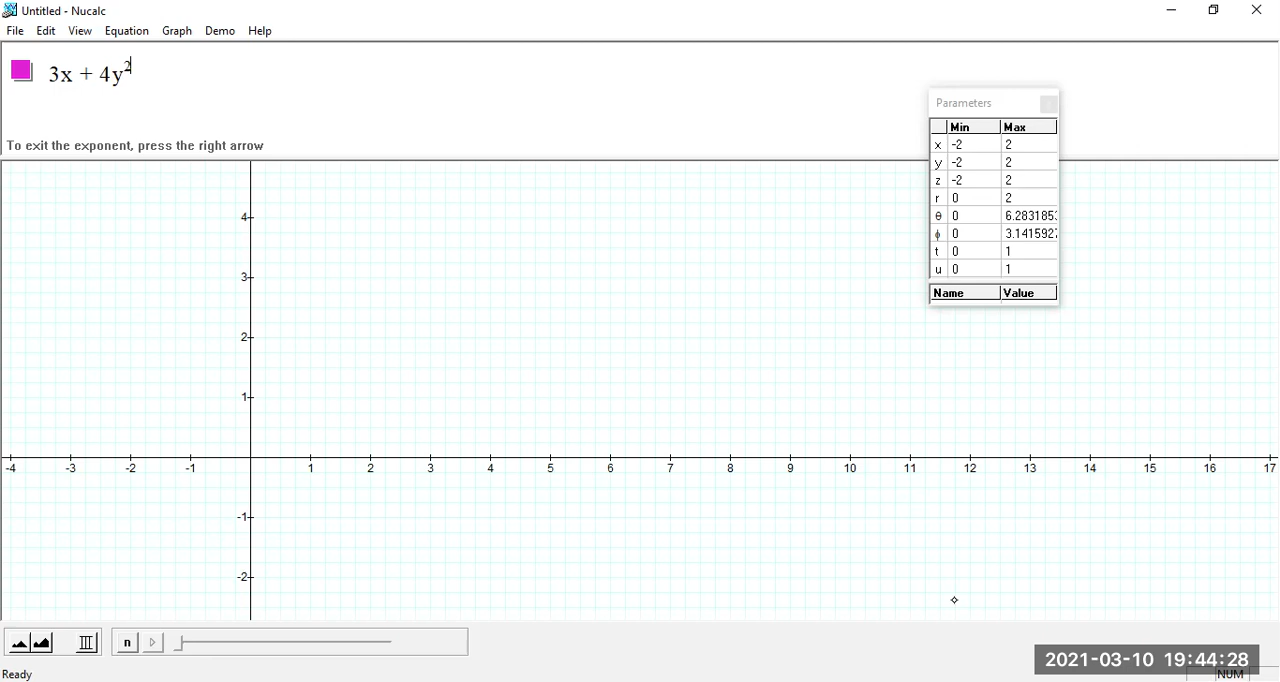 Untitled - Nucalc
File Edit View Equation Graph Demo Help
3x + 4y²
To exit the exponent, press the right arrow
Parameters
Min Max
x -2 2
y -2 2
z -2 2
r 0 2
θ 0 6.283185
ϕ 0 3.141592
t 0 1
u 0 1
Name Value
4
3
2
1
-4 -3 -2 -1 1 2 3 4 5 6 7 8 9 10 11 12 13 14 15 16 17
-1
-2
n
2021-03-10 19:44:28
Ready NUM